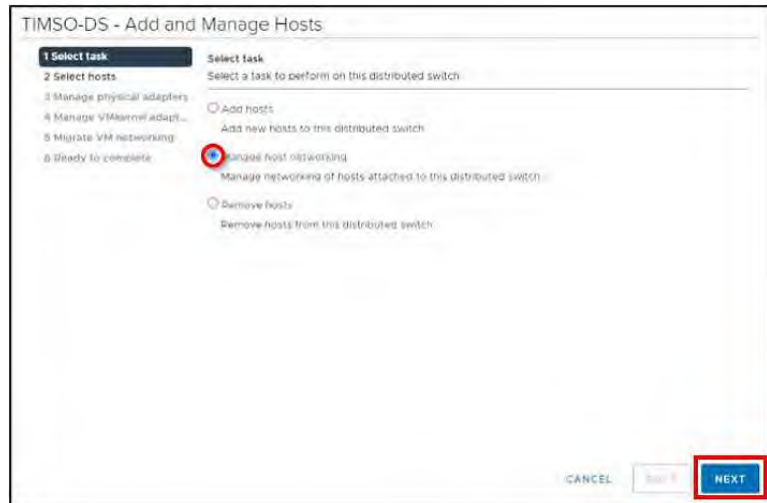 TIMSO-DS - Add and Manage Hosts
1 Select task
2 Select hosts
3 Manage physical adapters
4 Manage VMkernel adapt...
5 Migrate VM networking
6 Ready to complete
Select task
Select a task to perform on this distributed switch.
Add hosts
Add new hosts to this distributed switch.
Manage host networking
Manage networking of hosts attached to this distributed switch.
Remove hosts
Remove hosts from this distributed switch.
CANCEL
BACK
NEXT